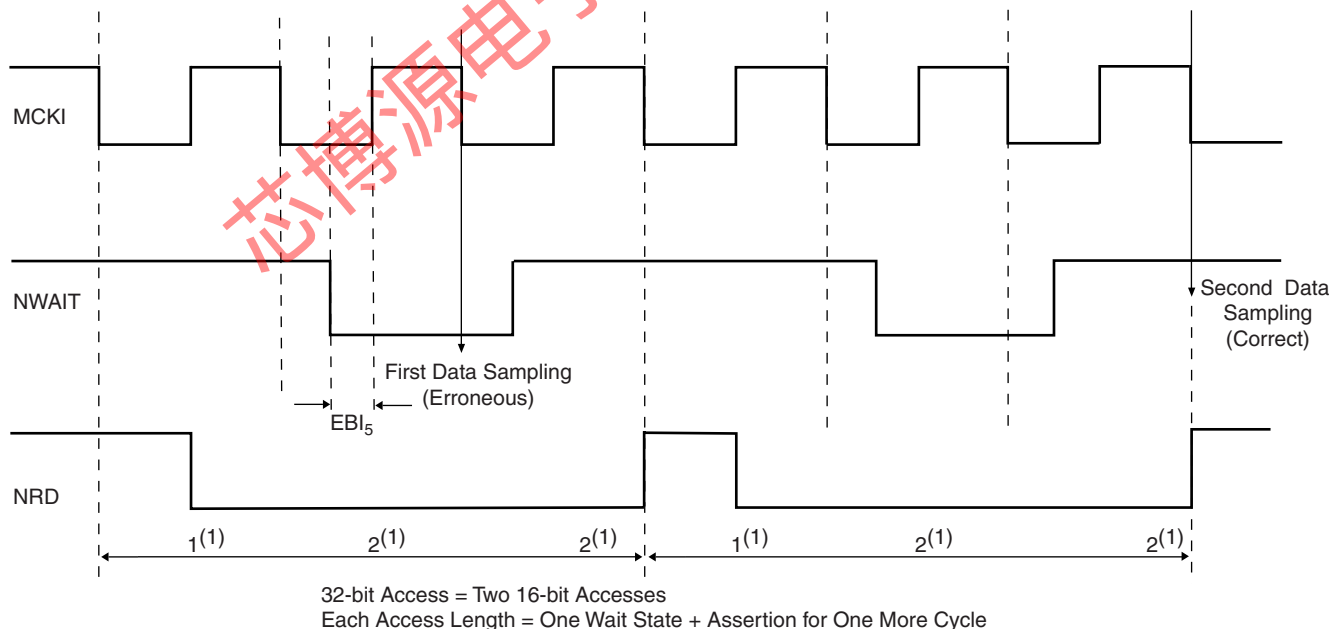 芯博源电
MCKI
NWAIT
Second Data
Sampling
(Correct)
First Data Sampling
(Erroneous)
EBI5
NRD
1(1) 2(1) 2(1) 1(1) 2(1) 2(1)
32-bit Access = Two 16-bit Accesses
Each Access Length = One Wait State + Assertion for One More Cycle